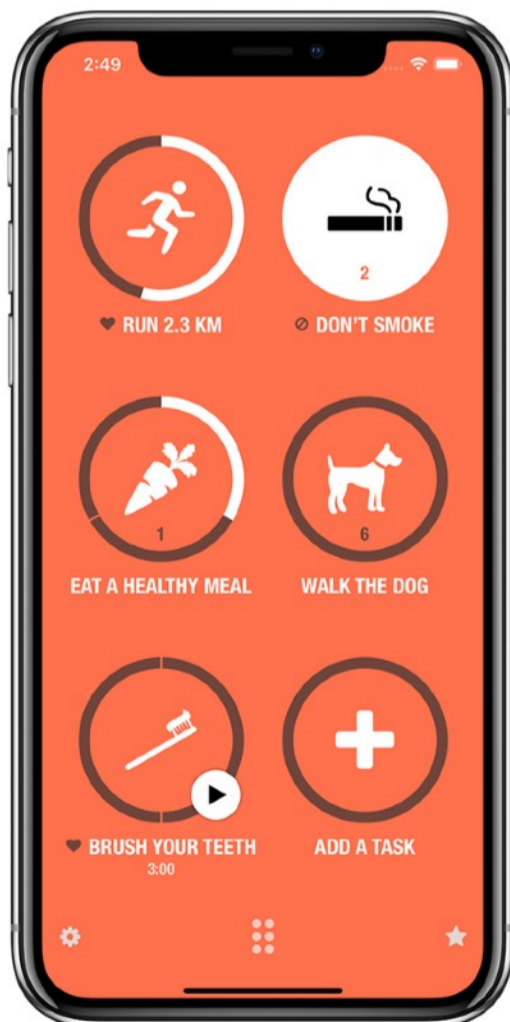 2:49
RUN 2.3 KM
2
DON'T SMOKE
1
EAT A HEALTHY MEAL
6
WALK THE DOG
BRUSH YOUR TEETH
3:00
ADD A TASK